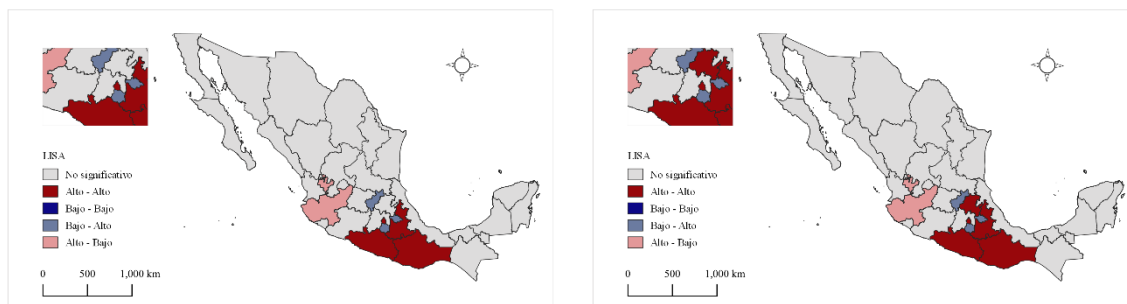 LISA
No significativo
Alto - Alto
Bajo - Bajo
Bajo - Alto
Alto - Bajo
0 500 1,000 km
LISA
No significativo
Alto - Alto
Bajo - Bajo
Bajo - Alto
Alto - Bajo
0 500 1,000 km